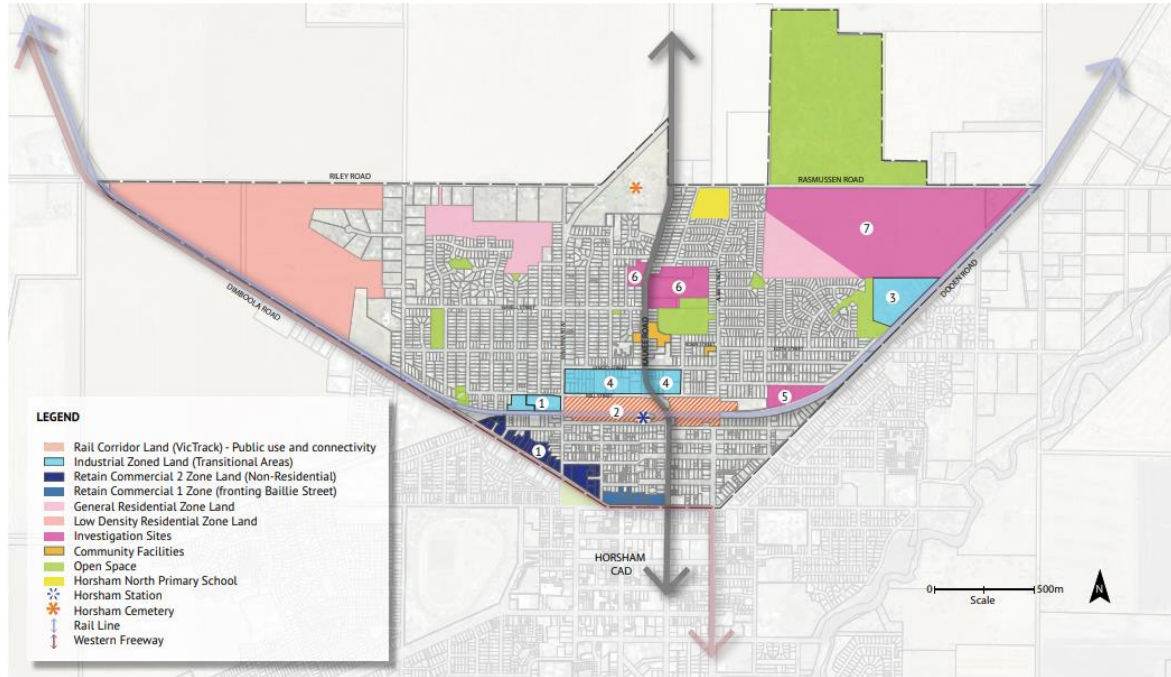 RILEY ROAD
RASMUSSEN ROAD
7
6
6
3
DIMBOOLA ROAD
DOOEN ROAD
4
4
5
1
2
1
HORSHAM
CAD
LEGEND
Rail Corridor Land (VicTrack) - Public use and connectivity
Industrial Zoned Land (Transitional Areas)
Retain Commercial 2 Zone Land (Non-Residential)
Retain Commercial 1 Zone (fronting Baillie Street)
General Residential Zone Land
Low Density Residential Zone Land
Investigation Sites
Community Facilities
Open Space
Horsham North Primary School
Horsham Station
Horsham Cemetery
Rail Line
Western Freeway
0
500m
Scale
N